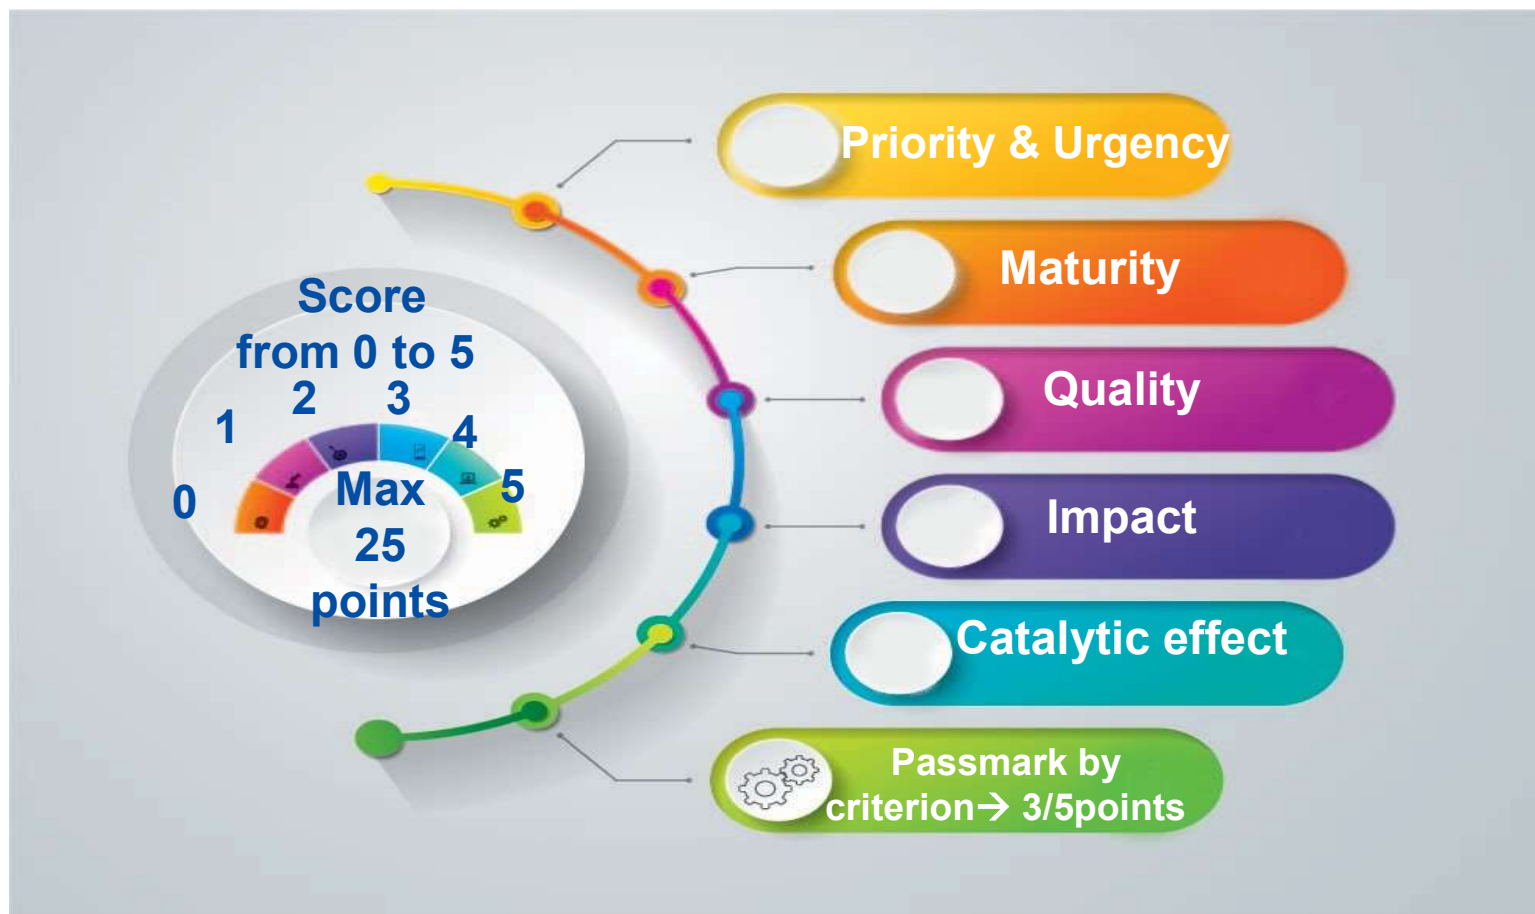 Score
from 0 to 5
0
1
2
3
4
5
Max
25
points
Priority & Urgency
Maturity
Quality
Impact
Catalytic effect
Passmark by
criterion→ 3/5points